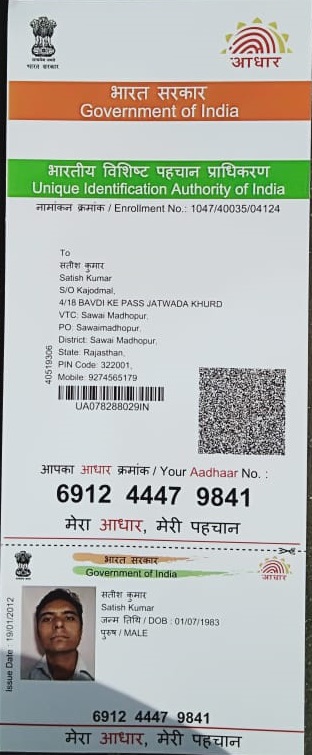 सत्यमेव जयते
भारत सरकार
आधार
भारत सरकार
Government of India
भारतीय विशिष्ट पहचान प्राधिकरण
Unique Identification Authority of India
नामांकन क्रमांक / Enrollment No.: 1047/40035/04124
To
सतीश कुमार
Satish Kumar
S/O Kajodmal,
4/18 BAVDI KE PASS JATWADA KHURD
VTC: Sawai Madhopur,
PO: Sawaimadhopur,
District: Sawai Madhopur,
State: Rajasthan,
PIN Code: 322001,
Mobile: 9274565179
40519306
UA078288029IN
आपका आधार क्रमांक / Your Aadhaar No. :
6912 4447 9841
मेरा आधार, मेरी पहचान
भारत सरकार
Government of India
आधार
Issue Date : 19/01/2012
सतीश कुमार
Satish Kumar
जन्म तिथि / DOB : 01/07/1983
पुरुष / MALE
6912 4447 9841
मेरा आधार, मेरी पहचान